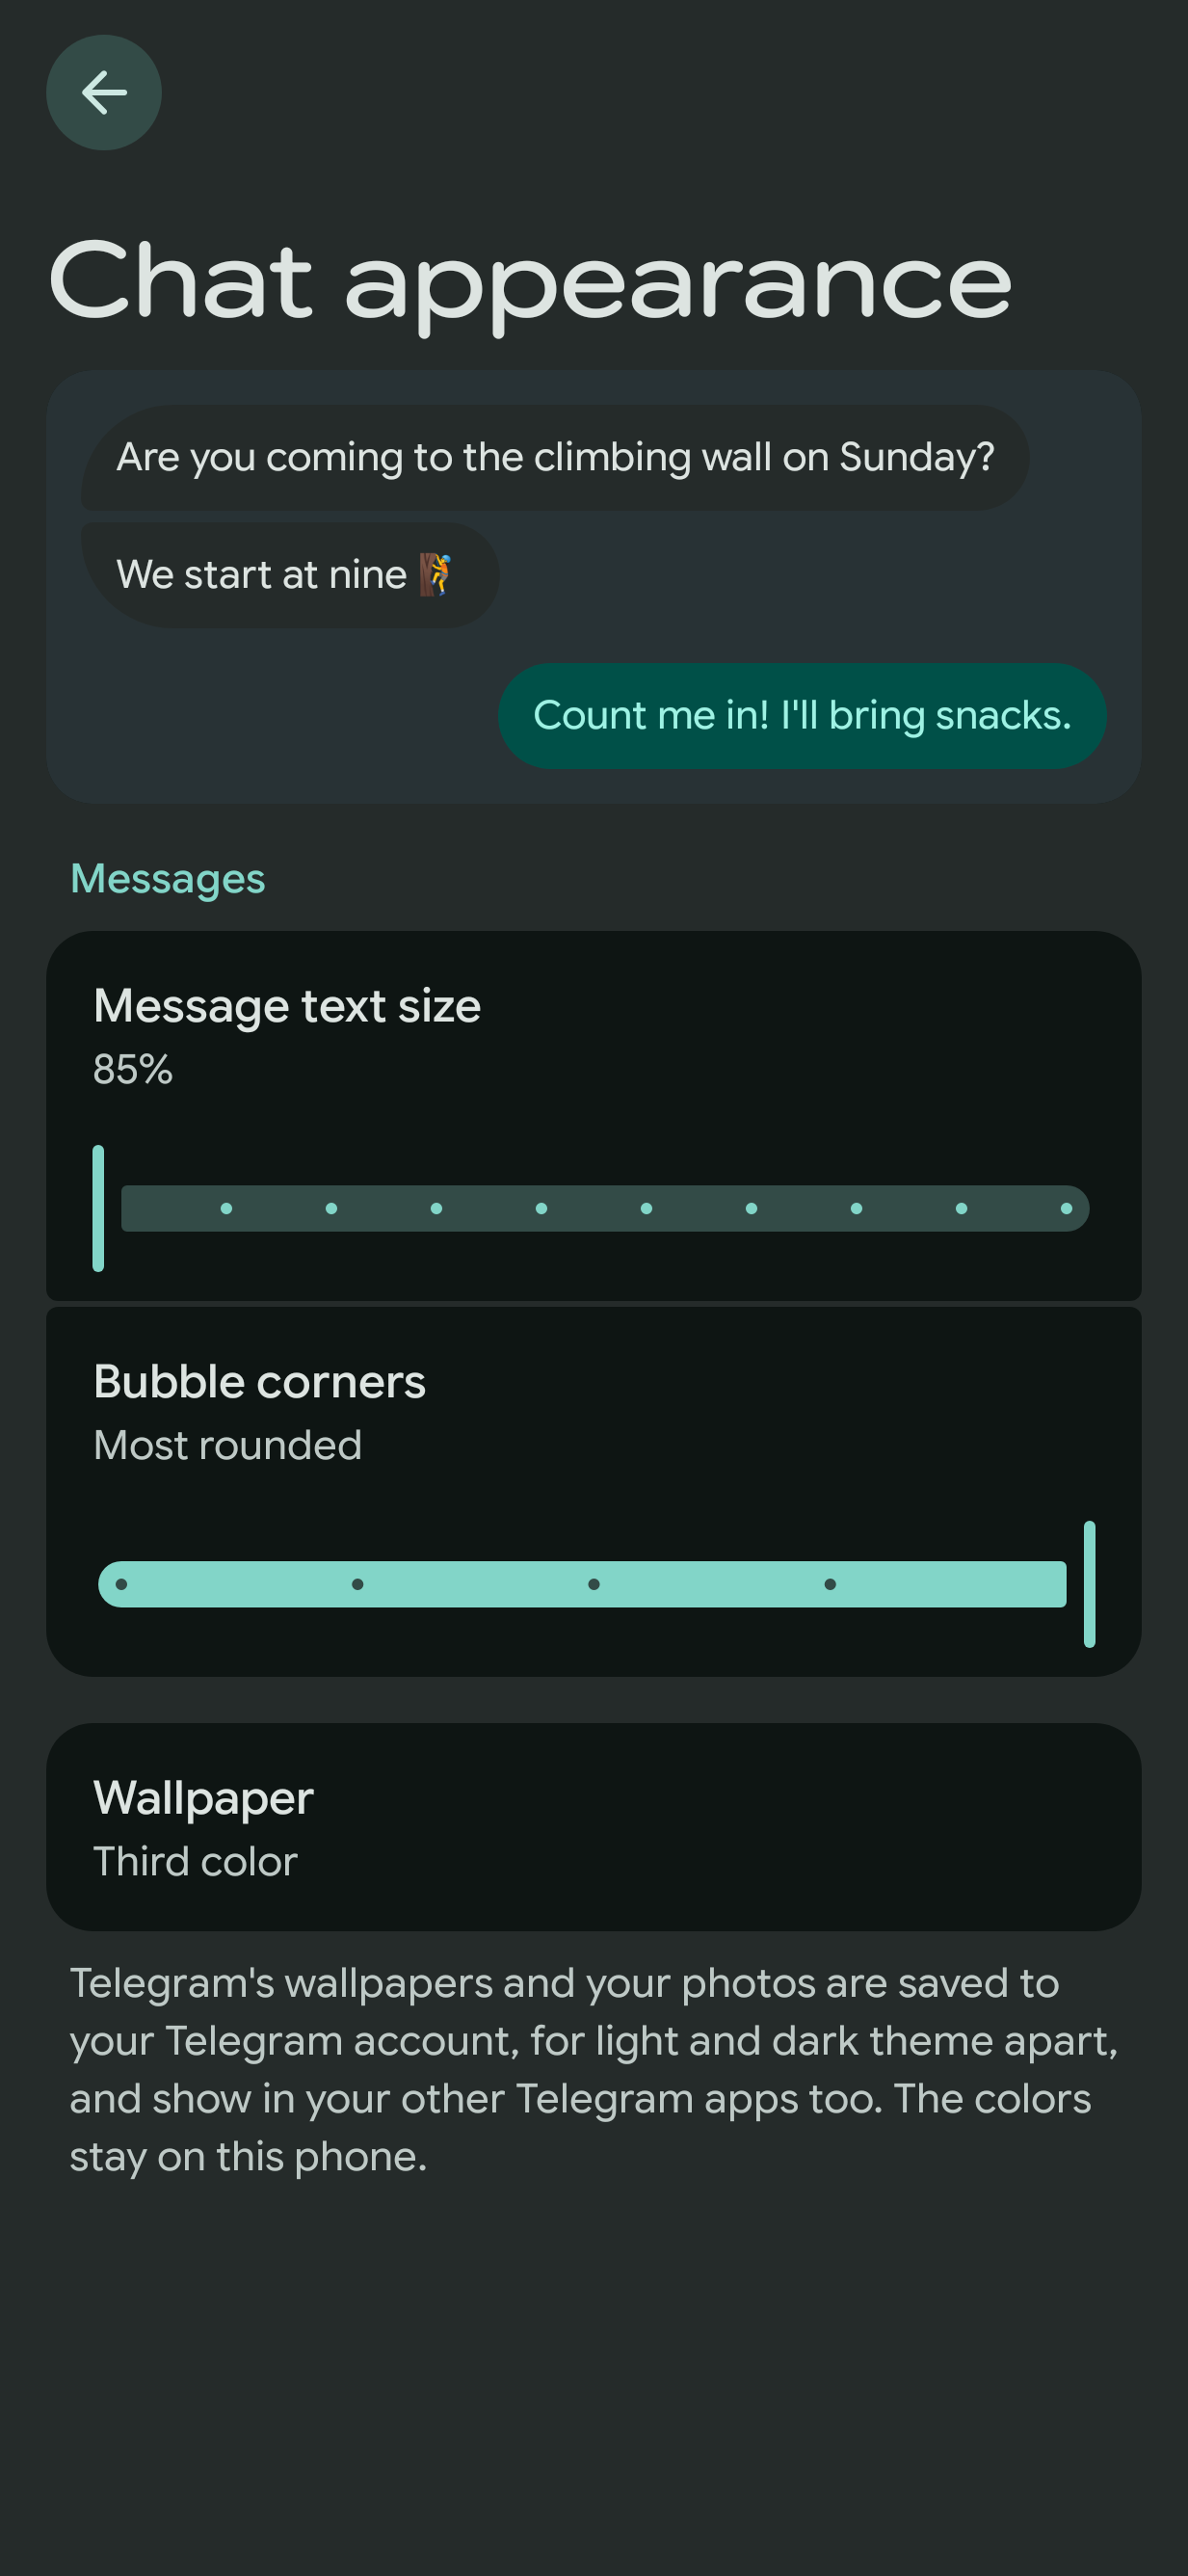 Chat appearance
Are you coming to the climbing wall on Sunday?
We start at nine 🧗
Count me in! I'll bring snacks.
Messages
Message text size
85%
Bubble corners
Most rounded
Wallpaper
Third color
Telegram's wallpapers and your photos are saved to
your Telegram account, for light and dark theme apart,
and show in your other Telegram apps too. The colors
stay on this phone.